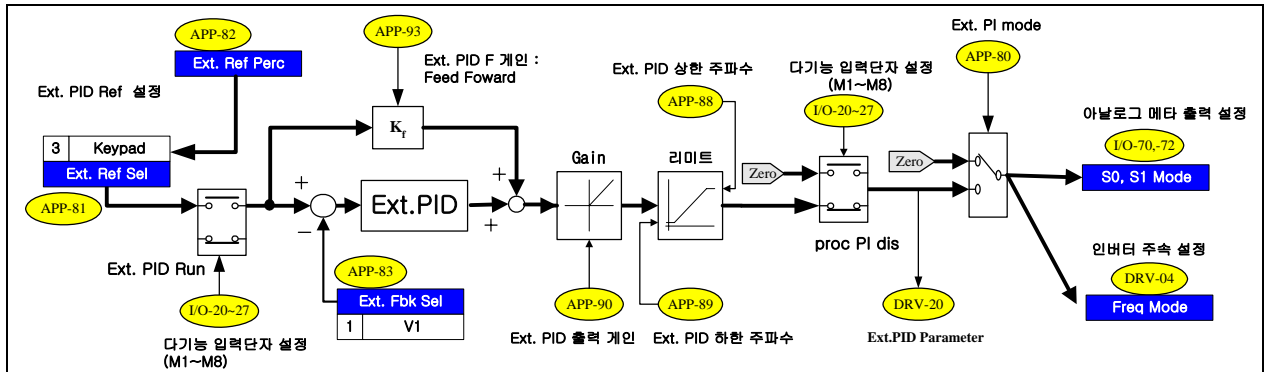 Ext. PI mode
APP-82
APP-93
APP-80
Ext. Ref Perc
Ext. PID F 게인 :
Feed Foward
Ext. PID 상한 주파수
다기능 입력단자 설정
(M1~M8)
Ext. PID Ref 설정
APP-88
I/O-20~27
아날로그 메타 출력 설정
Kf
I/O-70,-72
3 Keypad
Gain
리미트
Zero
Zero
Ext. Ref Sel
S0, S1 Mode
APP-81
+
−
Ext.PID
+
+
proc PI dis
인버터 주속 설정
Ext. PID Run
APP-83
DRV-04
I/O-20~27
Ext. Fbk Sel
APP-90
APP-89
DRV-20
Freq Mode
1 V1
다기능 입력단자 설정
(M1~M8)
Ext. PID 출력 게인
Ext. PID 하한 주파수
Ext.PID Parameter